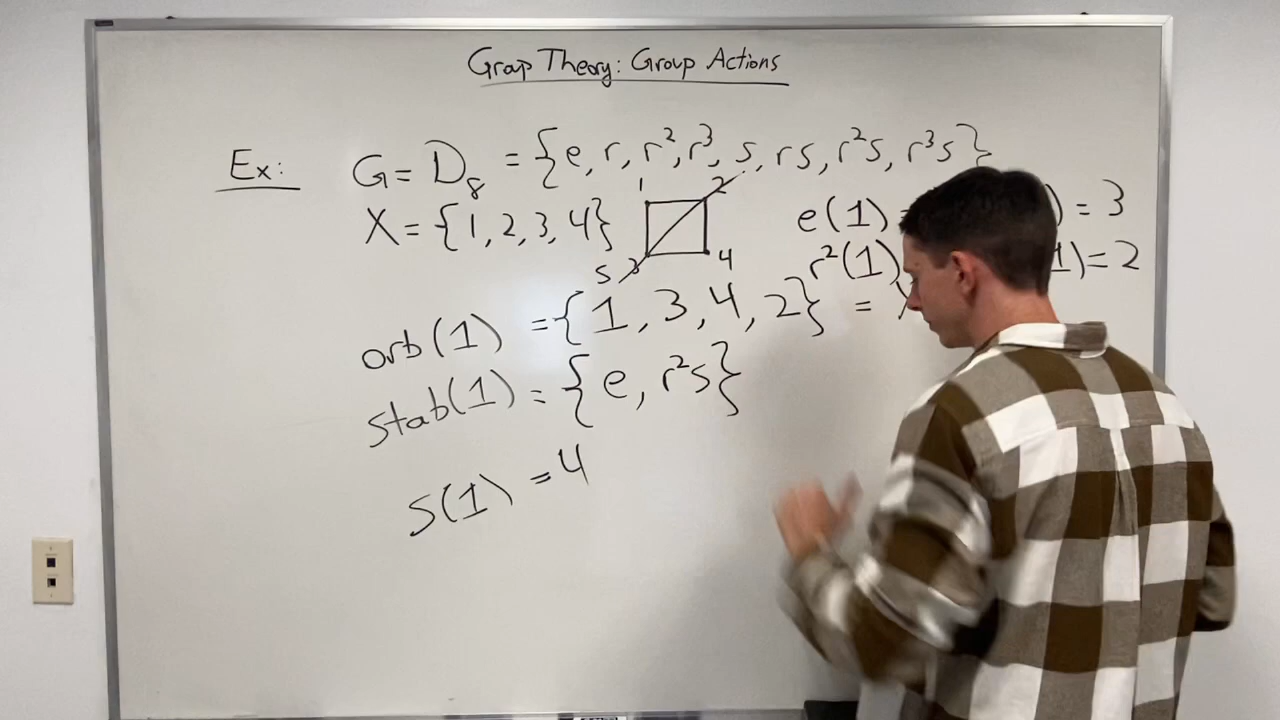 Group Theory: Group Actions
Ex: G = D₈ = {e, r, r², r³, s, rs, r²s, r³s}
X = {1, 2, 3, 4}
1 2
s 3 4
e(1) = ) = 3
r²(1) 1) = 2
orb(1) = {1, 3, 4, 2} = X
stab(1) = {e, r²s}
s(1) = 4